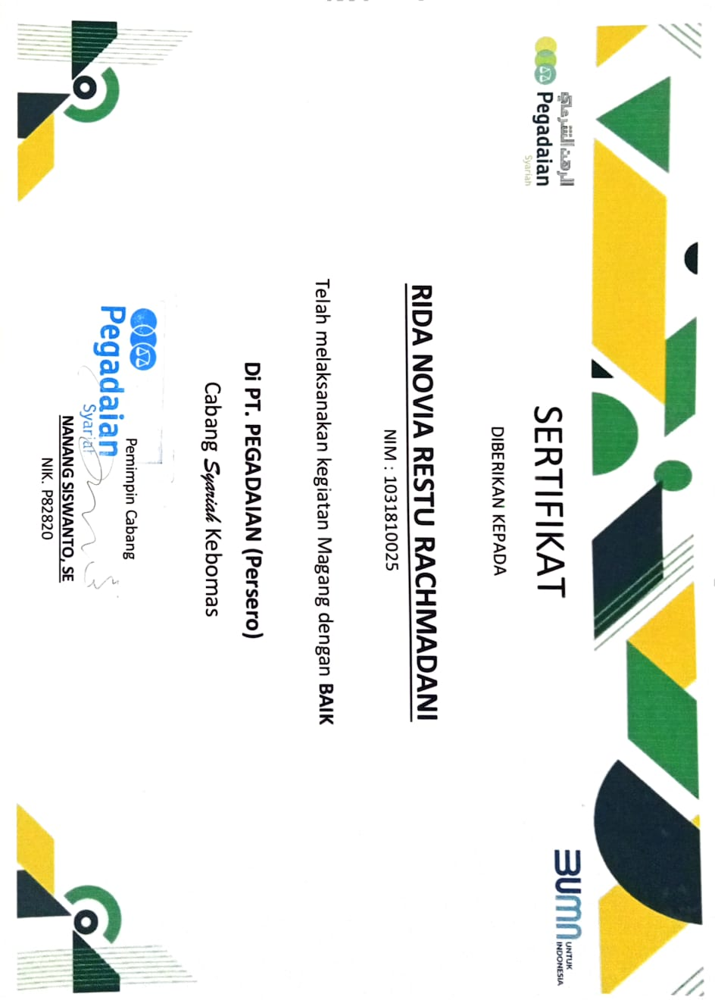 الرهن الشرعي
Pegadaian
Syariah
BUMN UNTUK
INDONESIA
SERTIFIKAT
DIBERIKAN KEPADA
RIDA NOVIA RESTU RACHMADANI
NIM : 1031810025
Telah melaksanakan kegiatan Magang dengan BAIK
Di PT. PEGADAIAN (Persero)
Cabang Syariah Kebomas
Pemimpin Cabang
Pegadaian
Syariah
NANANG SISWANTO, SE
NIK. P82820